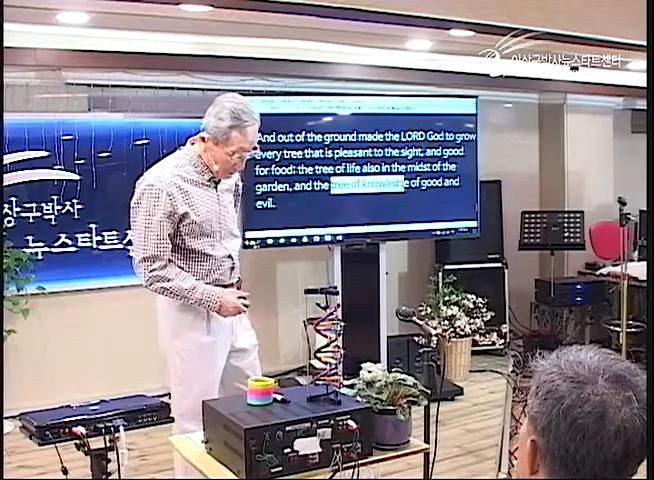 이상구박사뉴스타트센터
And out of the ground made the LORD God to grow
every tree that is pleasant to the sight, and good
for food; the tree of life also in the midst of the
garden, and the tree of knowledge of good and
evil.
상구박사
뉴스타트